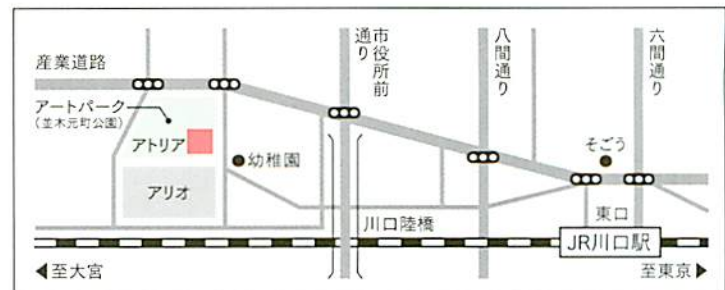 産業道路
市役所前
通り
八間通り
六間通り
アートパーク
(並木元町公園)
アトリア
幼稚園
そごう
アリオ
川口陸橋
東口
JR川口駅
◀至大宮
至東京▶